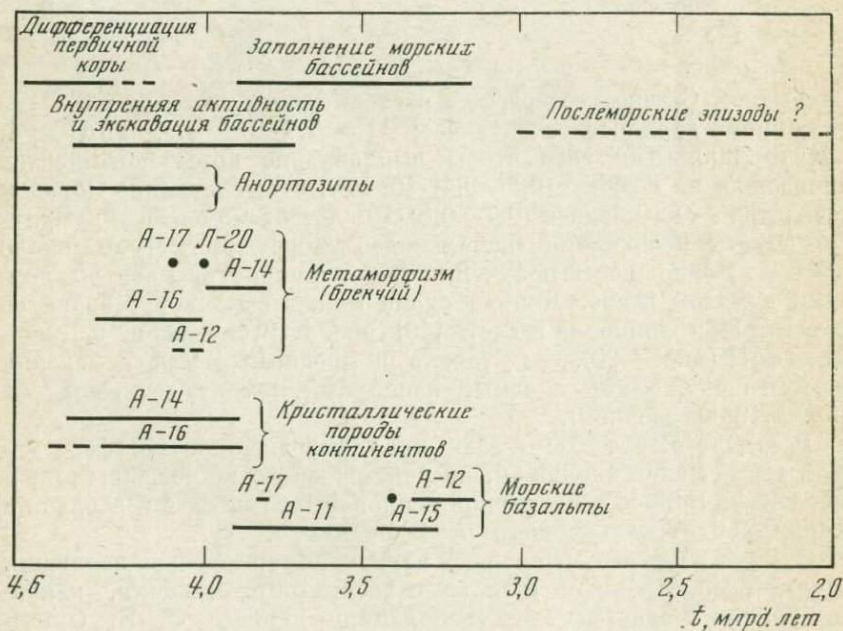 Дифференциация
первичной
коры
Заполнение морских
бассейнов
Внутренняя активность
и экскавация бассейнов
Послеморские эпизоды ?
Анортозиты
А-17 Л-20
А-14
Метаморфизм
(брекчий)
А-16
А-12
А-14
А-16
Кристаллические
породы
континентов
А-17
А-12
А-11
А-15
Морские
базальты
4,6 4,0 3,5 3,0 2,5 2,0
t, млрд. лет